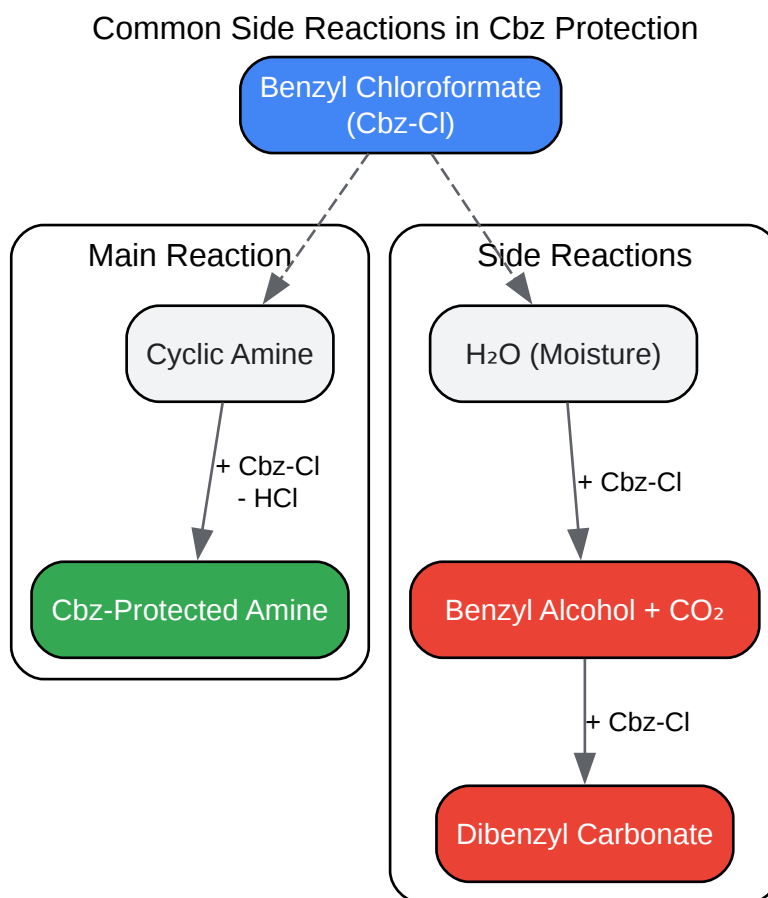 Common Side Reactions in Cbz Protection
Benzyl Chloroformate
(Cbz-Cl)
Main Reaction
Cyclic Amine
+ Cbz-Cl
- HCl
Cbz-Protected Amine
Side Reactions
H₂O (Moisture)
+ Cbz-Cl
Benzyl Alcohol + CO₂
+ Cbz-Cl
Dibenzyl Carbonate